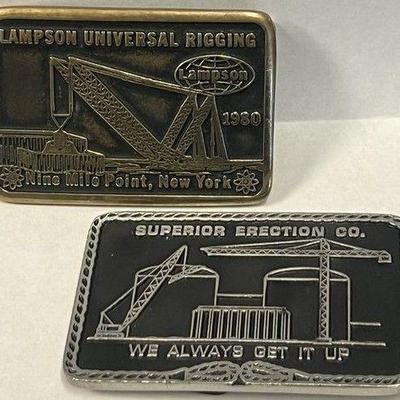 LAMPSON UNIVERSAL RIGGING
Lampson
1980
Nine Mile Point, New York
SUPERIOR ERECTION CO.
WE ALWAYS GET IT UP